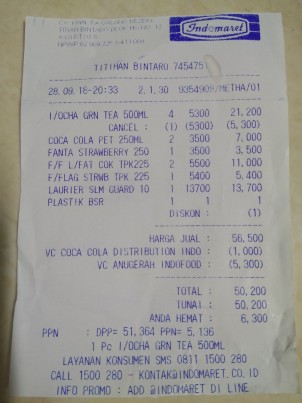 Indomaret
TITIHAN BINTARO 7454751
28.09.18-20:33 2.1.30 9354909/METHA/01
I/OCHA GRN TEA 500ML 4 5300 21,200
CANCEL : (1) (5300) (5,300)
COCA COLA PET 250ML 2 3500 7,000
FANTA STRAWBERRY 250 1 3500 3,500
F/F L/FAT COK TPK225 2 5500 11,000
F/FLAG STRWB TPK 225 1 5400 5,400
LAURIER SLM GUARD 10 1 13700 13,700
PLASTIK BSR 1 1 1
DISKON : (1)
HARGA JUAL : 56,500
VC COCA COLA DISTRIBUTION INDO : (1,000)
VC ANUGERAH INDOFOOD : (5,300)
TOTAL : 50,200
TUNAI : 50,200
ANDA HEMAT : 6,300
PPN : DPP= 51,364 PPN= 5,136
1 Pc I/OCHA GRN TEA 500ML
LAYANAN KONSUMEN SMS 0811 1500 280
CALL 1500 280 - KONTAK@INDOMARET.CO.ID
INFO PROMO : ADD @INDOMARET DI LINE